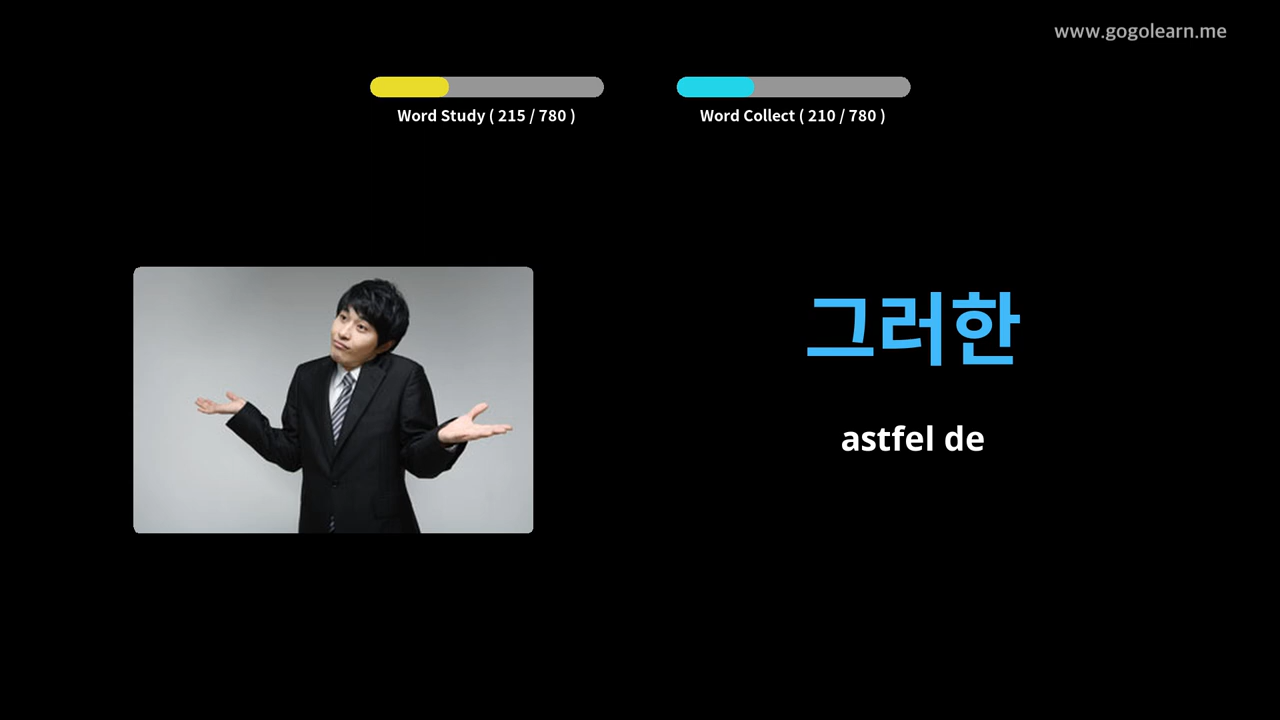 www.gogolearn.me
Word Study ( 215 / 780 )
Word Collect ( 210 / 780 )
그러한
astfel de